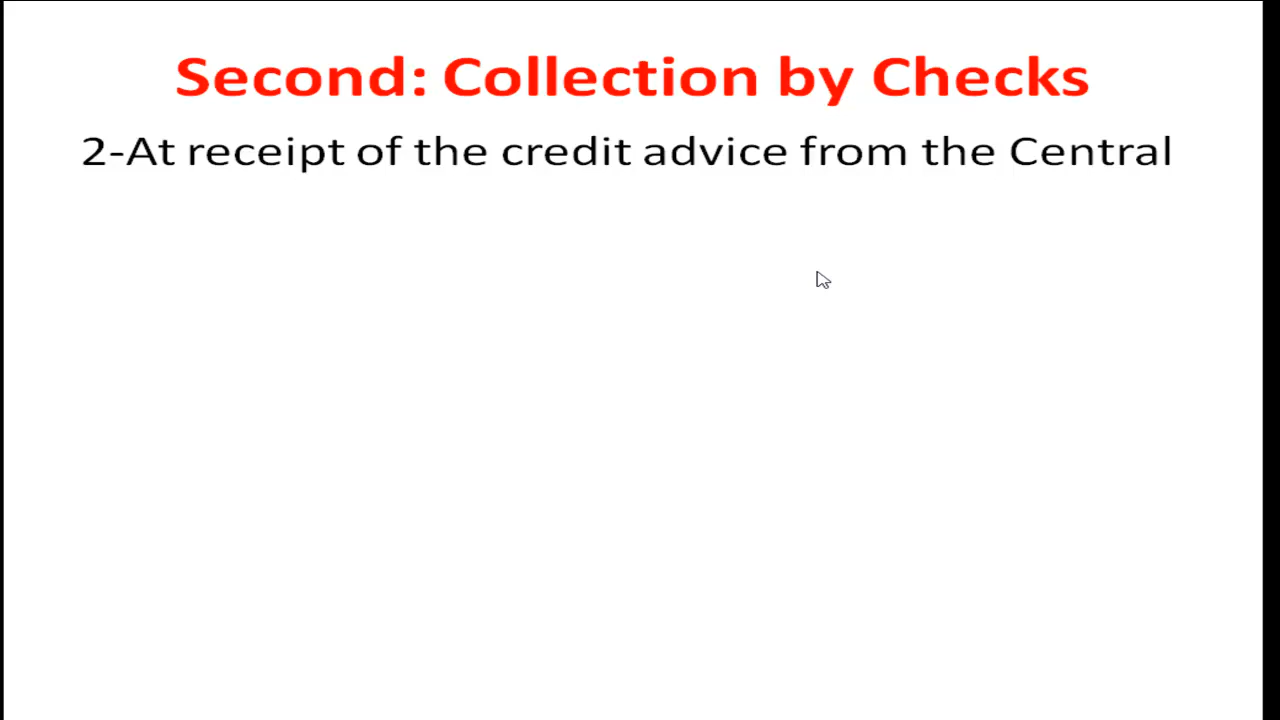 Second: Collection by Checks
2-At receipt of the credit advice from the Central